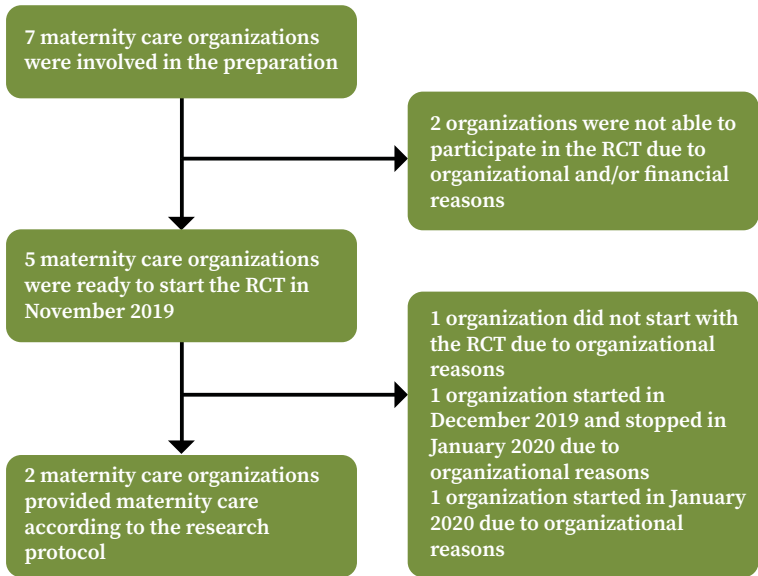 7 maternity care organizations
were involved in the preparation
2 organizations were not able to
participate in the RCT due to
organizational and/or financial
reasons
5 maternity care organizations
were ready to start the RCT in
November 2019
1 organization did not start with
the RCT due to organizational
reasons
1 organization started in
December 2019 and stopped in
January 2020 due to
organizational reasons
1 organization started in January
2020 due to organizational
reasons
2 maternity care organizations
provided maternity care
according to the research
protocol